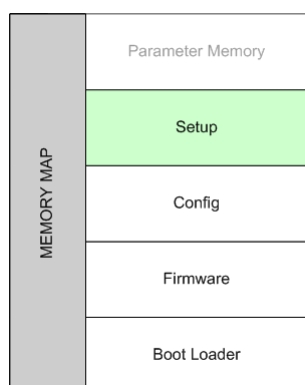 MEMORY MAP
Parameter Memory
Setup
Config
Firmware
Boot Loader